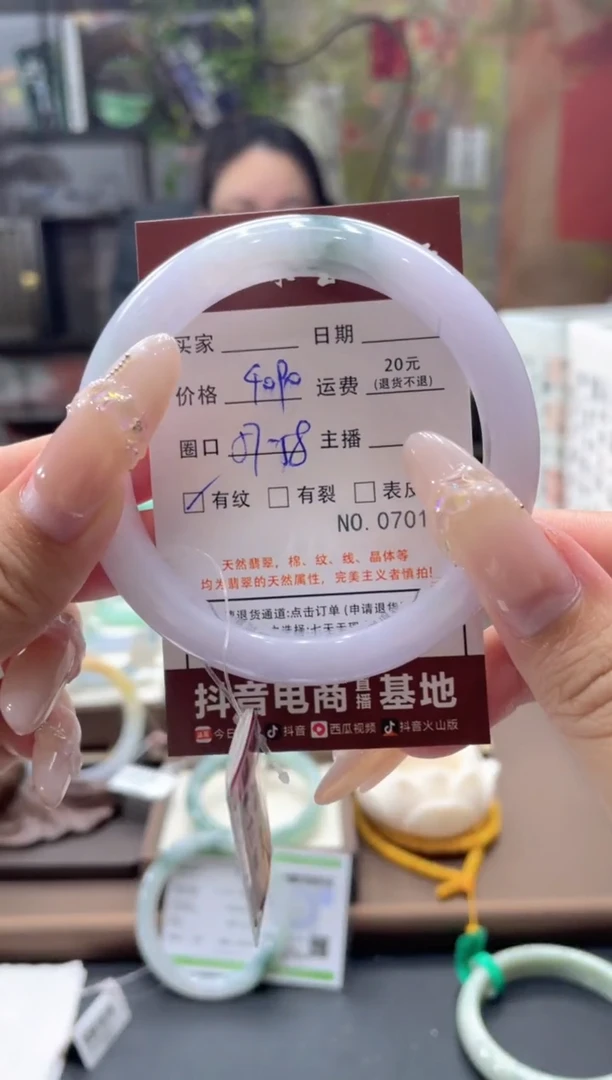 买家 日期
价格 运费 20元
(退货不退)
圈口 57-58 主播
有纹 有裂 表皮
NO. 0701
天然翡翠，棉、纹、线、晶体等
均为翡翠的天然属性，完美主义者慎拍!
退货通道:点击订单 (申请退货
抖音电商直播基地
今日 抖音 西瓜视频 抖音火山版